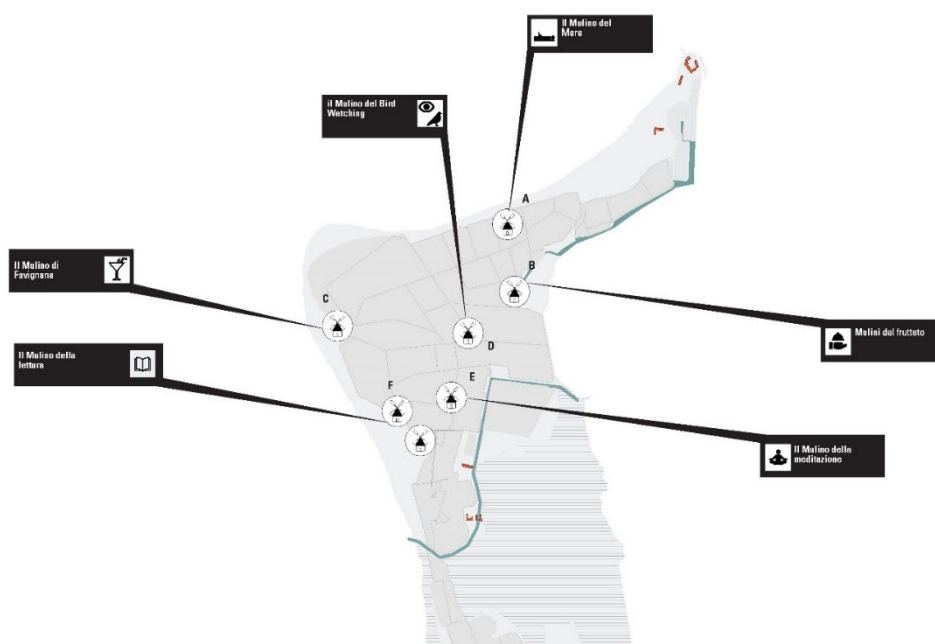 Il Mulino del
Mare
il Mulino del Bird
Watching
A
B
Il Mulino di
Favignana
C
D
Mulini del frutteto
Il Mulino della
lettura
F
E
Il Mulino della
meditazione